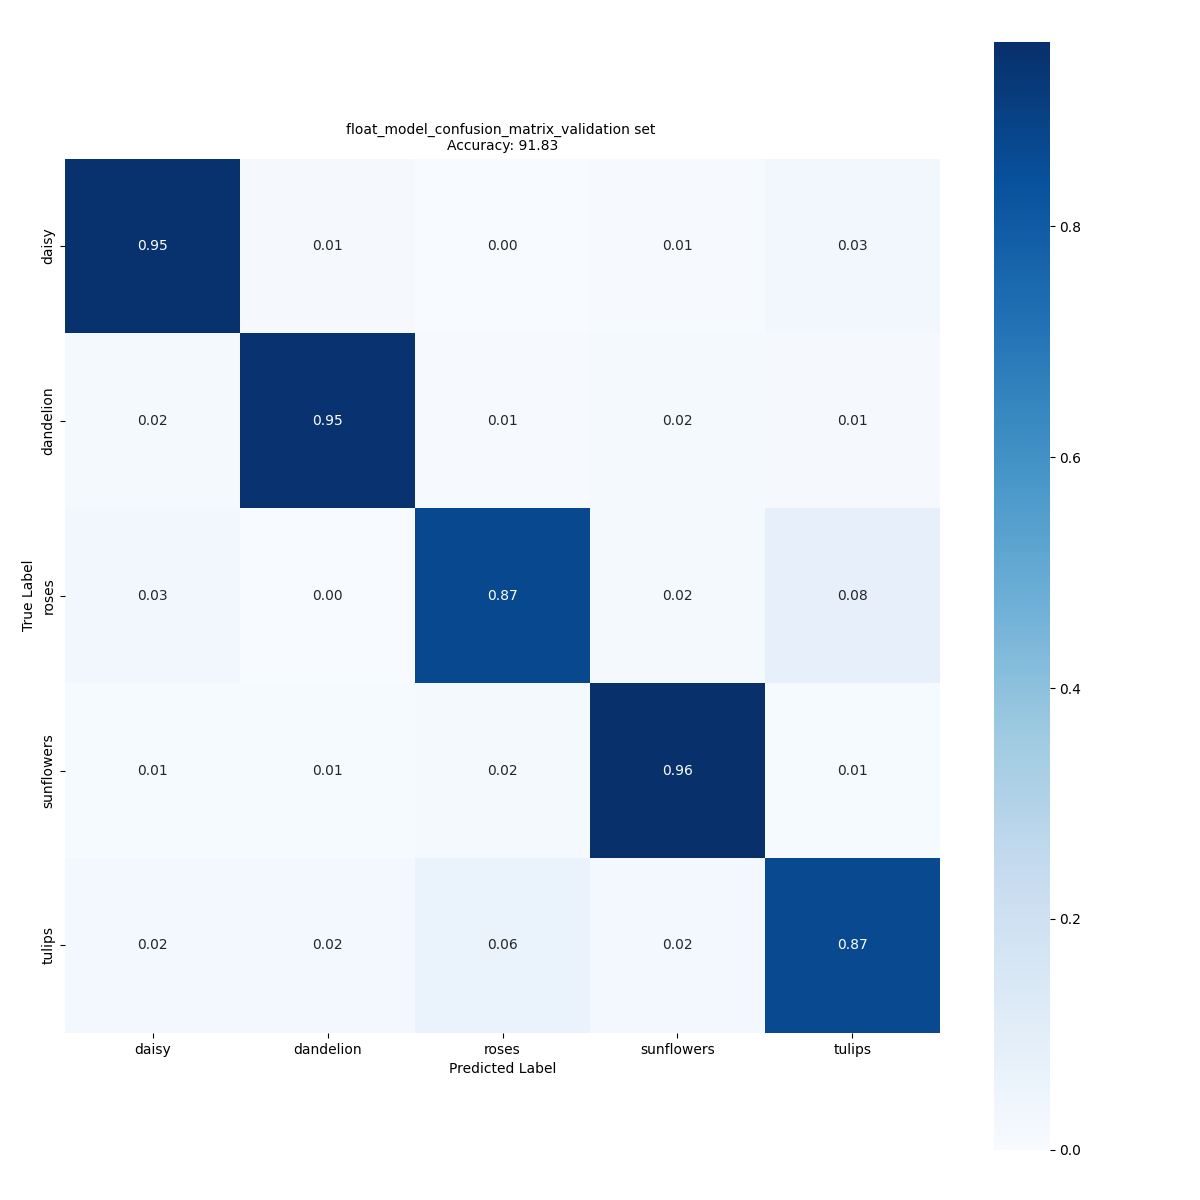 float_model_confusion_matrix_validation set
Accuracy: 91.83
True Label
daisy
0.95 0.01 0.00 0.01 0.03
dandelion
0.02 0.95 0.01 0.02 0.01
roses
0.03 0.00 0.87 0.02 0.08
sunflowers
0.01 0.01 0.02 0.96 0.01
tulips
0.02 0.02 0.06 0.02 0.87
daisy dandelion roses sunflowers tulips
Predicted Label
0.8
0.6
0.4
0.2
0.0